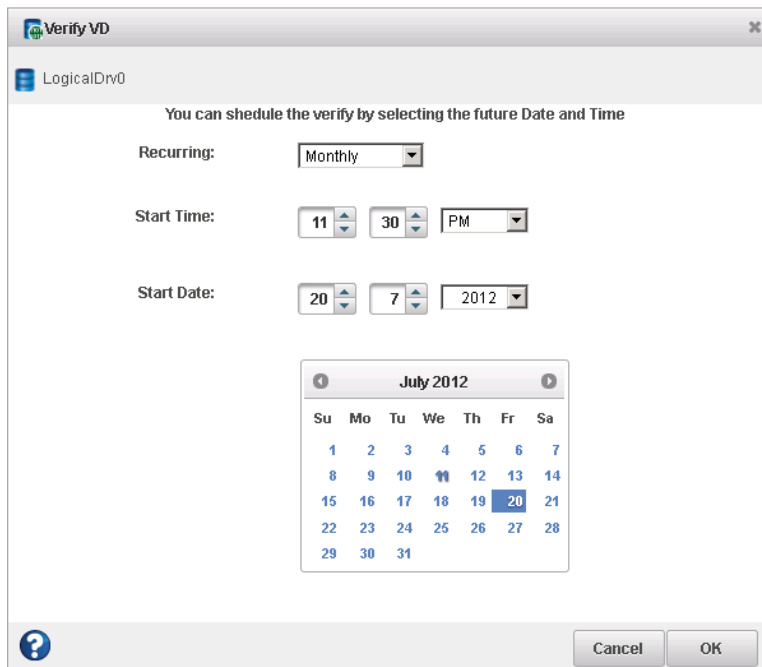 Verify VD
LogicalDrv0
You can shedule the verify by selecting the future Date and Time
Recurring: Monthly
Start Time: 11 30 PM
Start Date: 20 7 2012
July 2012
Su Mo Tu We Th Fr Sa
1 2 3 4 5 6 7
8 9 10 11 12 13 14
15 16 17 18 19 20 21
22 23 24 25 26 27 28
29 30 31
? Cancel OK